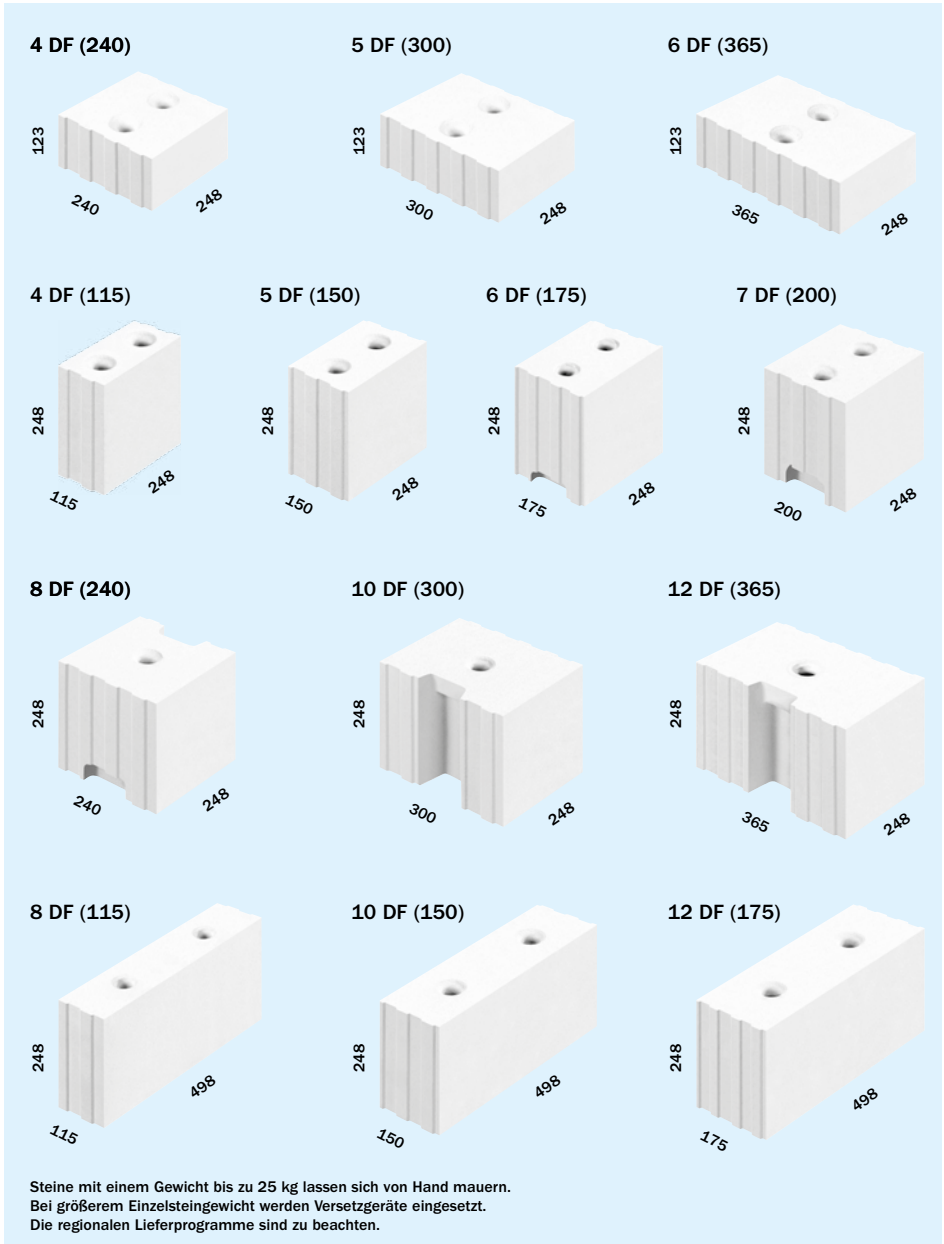 4 DF (240)
5 DF (300)
6 DF (365)
123
240
248
123
300
248
123
365
248
4 DF (115)
5 DF (150)
6 DF (175)
7 DF (200)
248
115
248
248
150
248
248
175
248
248
200
248
8 DF (240)
10 DF (300)
12 DF (365)
248
240
248
248
300
248
248
365
248
8 DF (115)
10 DF (150)
12 DF (175)
248
115
498
248
150
498
248
175
498
Steine mit einem Gewicht bis zu 25 kg lassen sich von Hand mauern.
Bei größerem Einzelsteingewicht werden Versetzgeräte eingesetzt.
Die regionalen Lieferprogramme sind zu beachten.